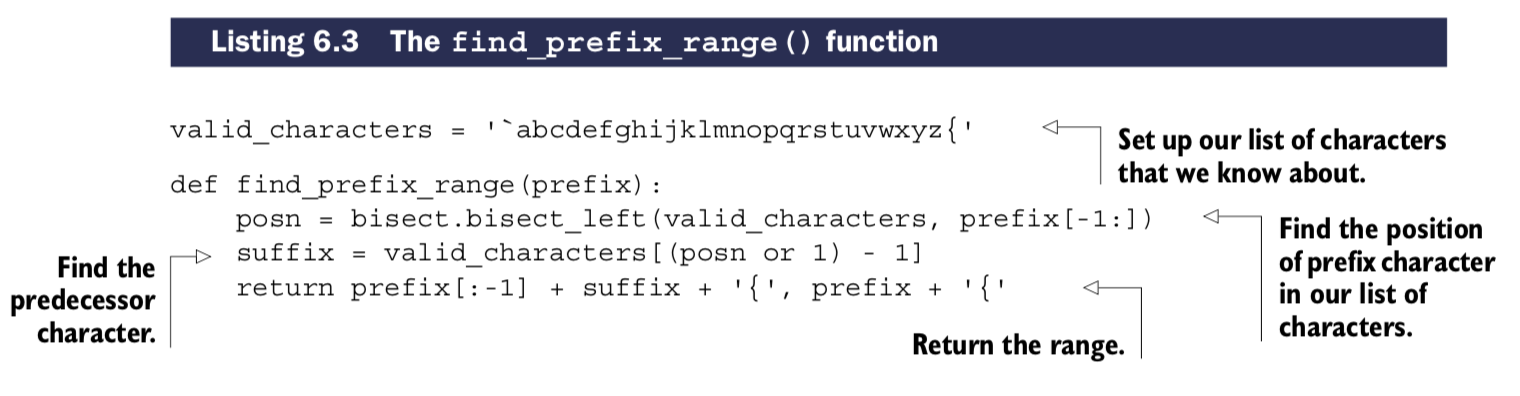 Listing 6.3 The find_prefix_range() function
valid_characters = '`abcdefghijklmnopqrstuvwxyz{'
Set up our list of characters
that we know about.
def find_prefix_range(prefix):
    posn = bisect.bisect_left(valid_characters, prefix[-1:])
    suffix = valid_characters[(posn or 1) - 1]
    return prefix[:-1] + suffix + '{', prefix + '{'
Find the position
of prefix character
in our list of
characters.
Find the
predecessor
character.
Return the range.